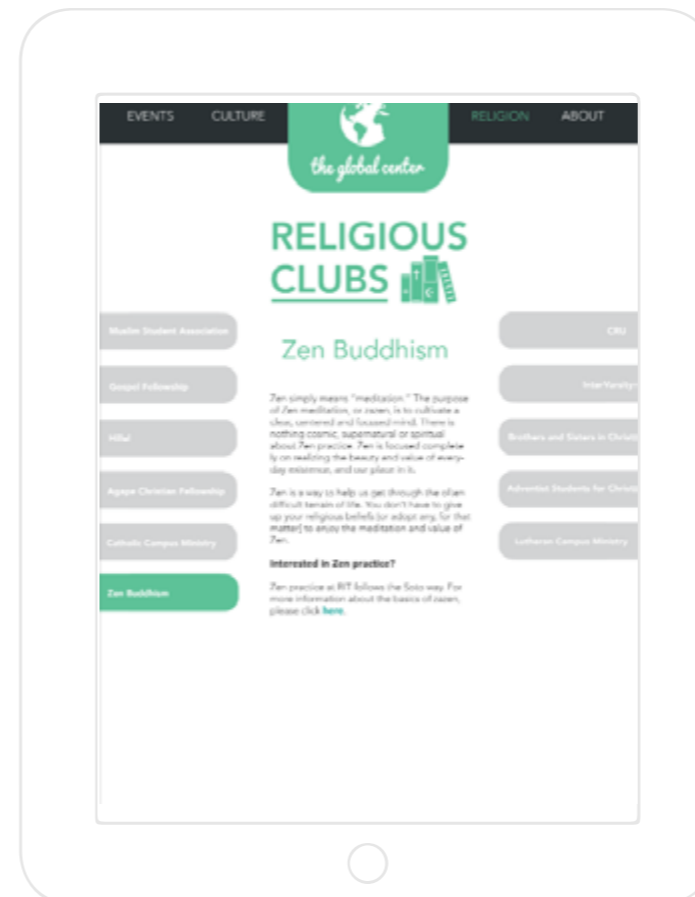 EVENTS CULTURE RELIGION ABOUT
the global center
RELIGIOUS
CLUBS
Muslim Student Association
Gospel Fellowship
Hillel
Agape Christian Fellowship
Catholic Campus Ministry
Zen Buddhism
Zen Buddhism
Zen simply means "meditation." The purpose
of Zen meditation, or zazen, is to cultivate a
clear, centered and focused mind. There is
nothing cosmic, supernatural or spiritual
about Zen practice. Zen is focused complete
ly on realizing the beauty and value of every-
day existence, and our place in it.
Zen is a way to help us get through the often
difficult terrain of life. You don't have to give
up your religious beliefs (or adopt any, for that
matter) to enjoy the meditation and value of
Zen.
Interested in Zen practice?
Zen practice at RIT follows the Soto way. For
more information about the basics of zazen,
please click here.
CRU
InterVarsity
Brothers and Sisters in Christ
Adventist Students for Christ
Lutheran Campus Ministry